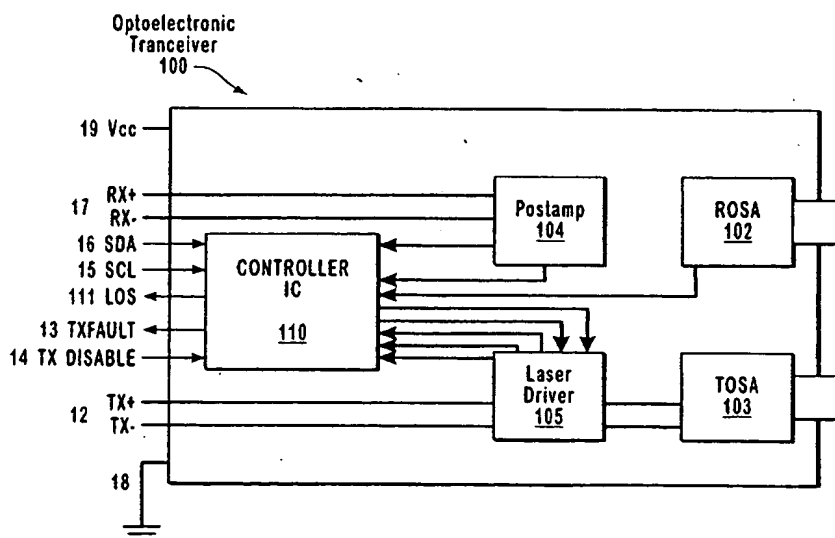 Optoelectronic
Tranceiver
100
19 Vcc
RX+
17
RX-
16 SDA
15 SCL
111 LOS
13 TXFAULT
14 TX DISABLE
TX+
12
TX-
18
CONTROLLER
IC
110
Postamp
104
ROSA
102
Laser
Driver
105
TOSA
103